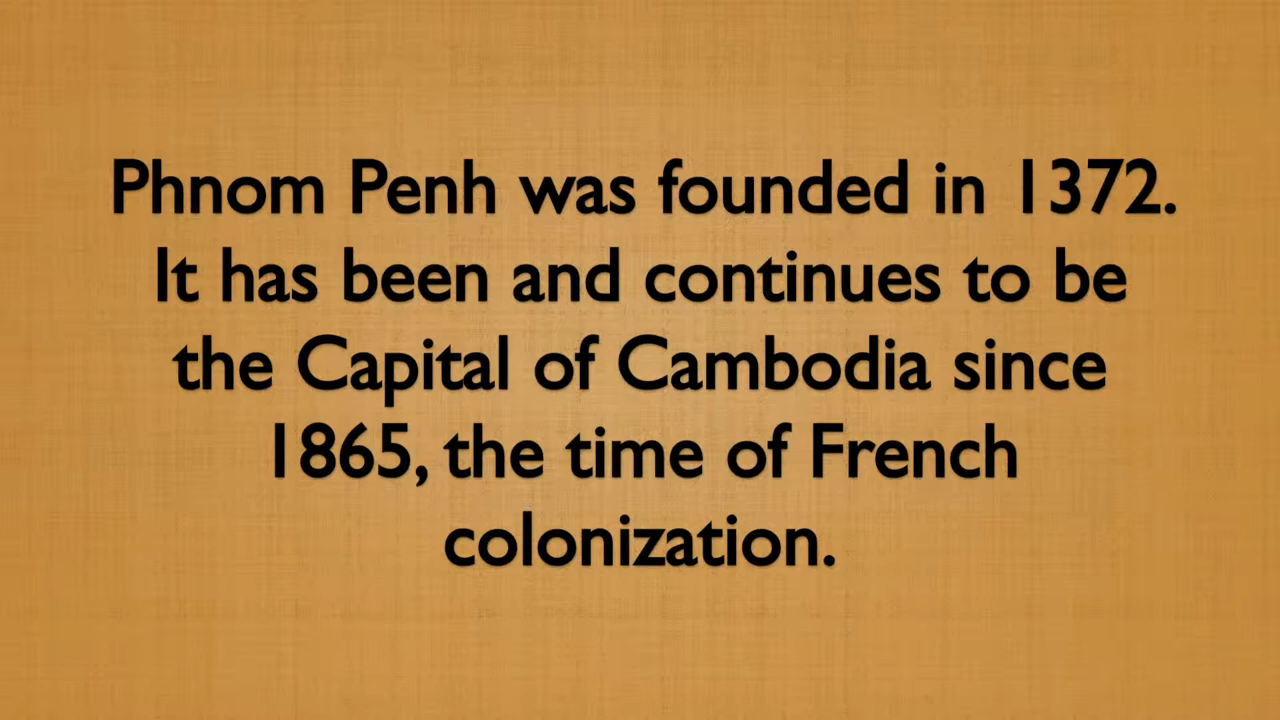 Phnom Penh was founded in 1372.
It has been and continues to be
the Capital of Cambodia since
1865, the time of French
colonization.